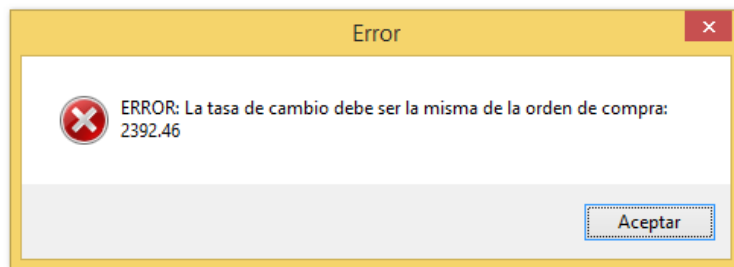 Error
ERROR: La tasa de cambio debe ser la misma de la orden de compra:
2392.46
Aceptar